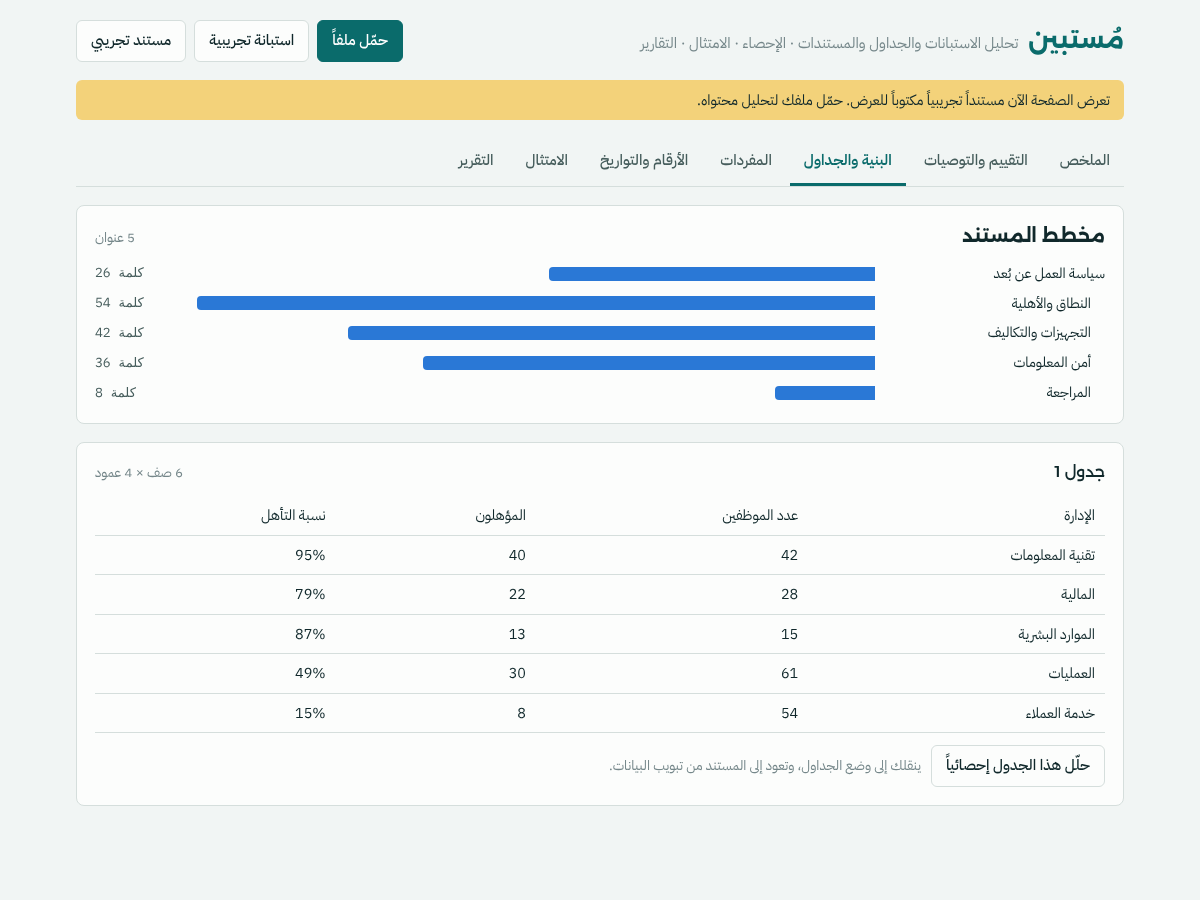 مُستبين تحليل الاستبانات والجداول والمستندات · الإحصاء · الامتثال · التقارير حمّل ملفاً استبانة تجريبية مستند تجريبي
تعرض الصفحة الآن مستنداً تجريبياً مكتوباً للعرض. حمّل ملفك لتحليل محتواه.
الملخص التقييم والتوصيات البنية والجداول المفردات الأرقام والتواريخ الامتثال التقرير
مخطط المستند 5 عنوان
سياسة العمل عن بُعد 26 كلمة
النطاق والأهلية 54 كلمة
التجهيزات والتكاليف 42 كلمة
أمن المعلومات 36 كلمة
المراجعة 8 كلمة
جدول 1 6 صف × 4 عمود
الإدارة عدد الموظفين المؤهلون نسبة التأهل
تقنية المعلومات 42 40 95%
المالية 28 22 79%
الموارد البشرية 15 13 87%
العمليات 61 30 49%
خدمة العملاء 54 8 15%
حلّل هذا الجدول إحصائياً ينقلك إلى وضع الجداول، وتعود إلى المستند من تبويب البيانات.